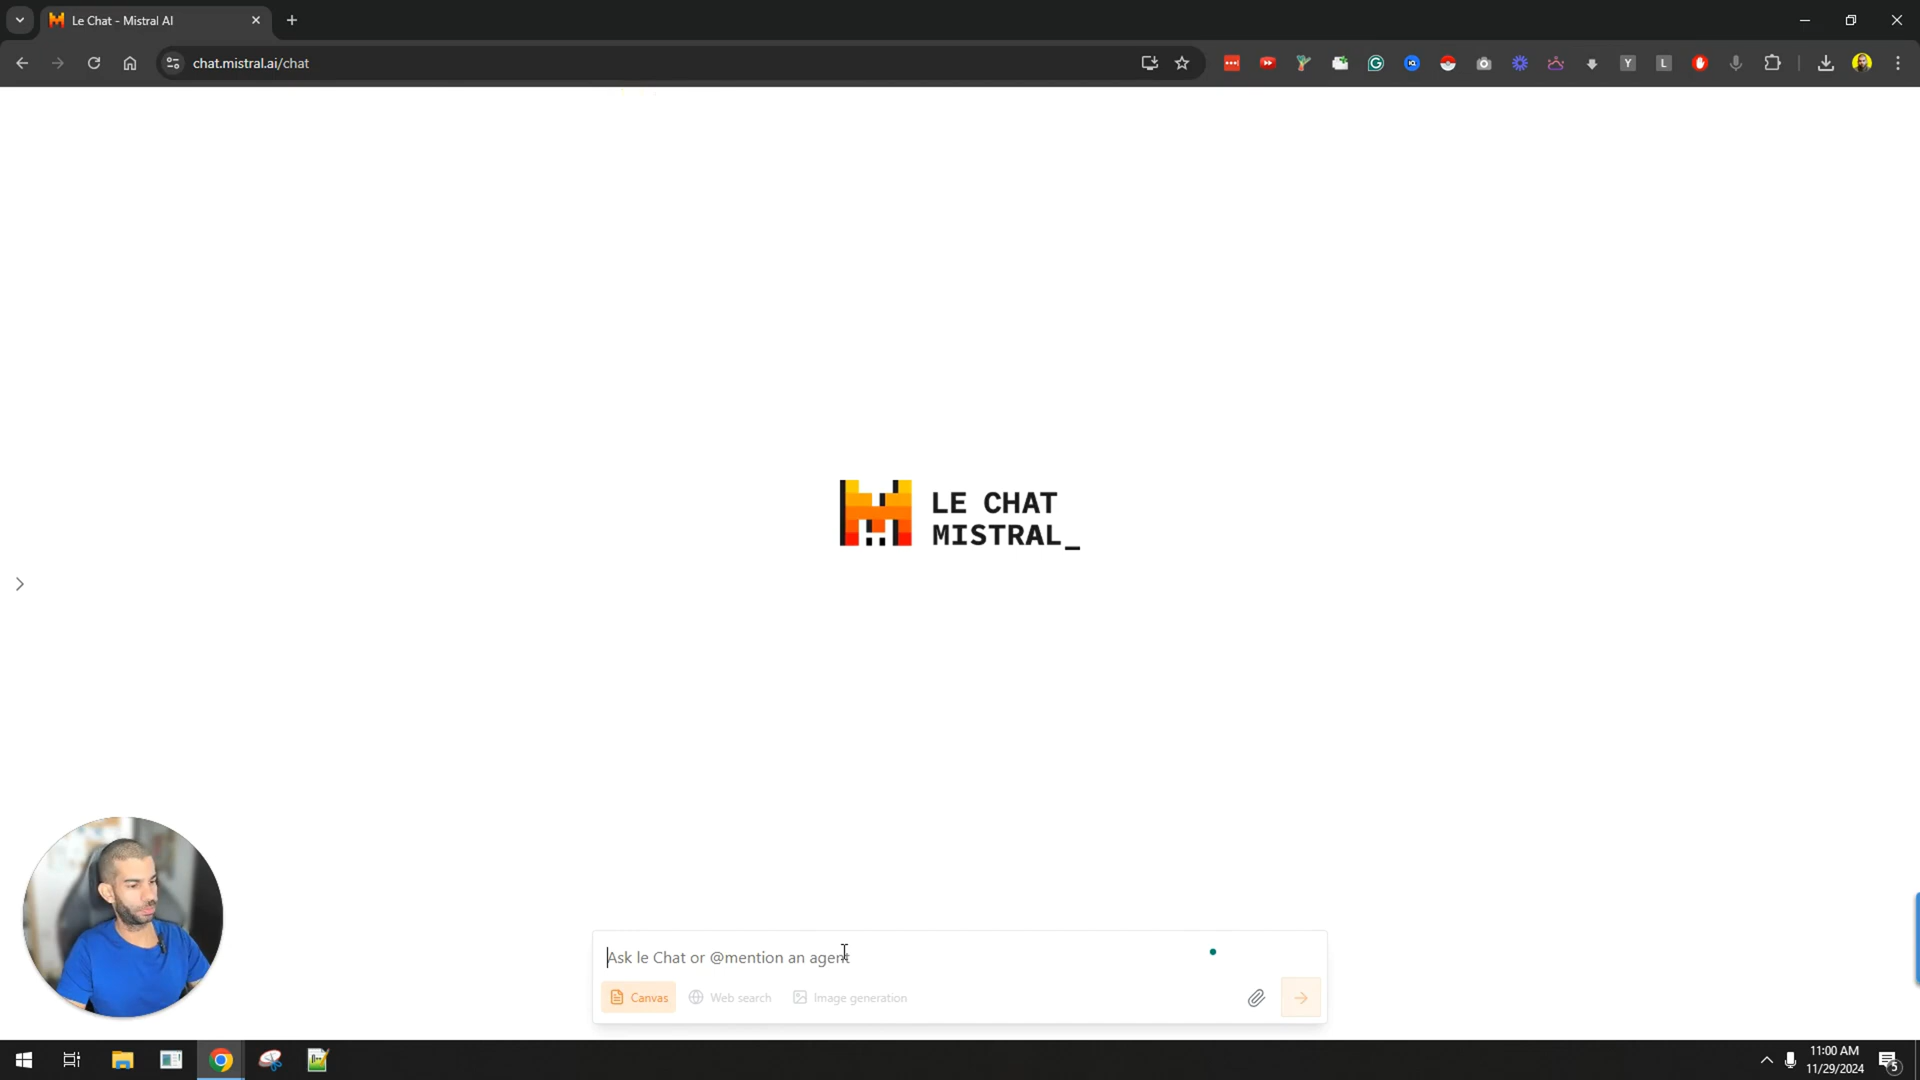 Le Chat - Mistral AI
chat.mistral.ai/chat
Y
L
LE CHAT
MISTRAL_
Ask le Chat or @mention an agent
Canvas
Web search
Image generation
11:00 AM
11/29/2024
5